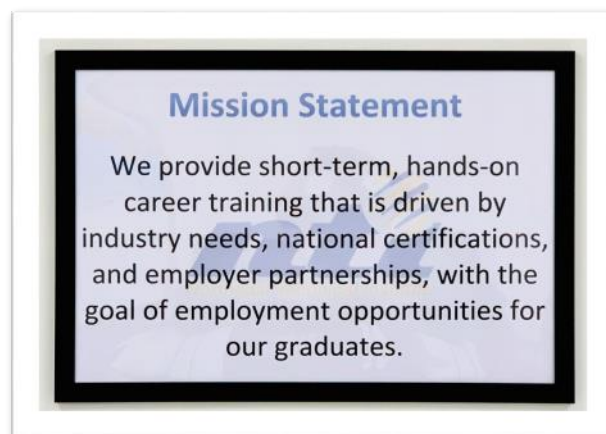 Mission Statement
We provide short-term, hands-on
career training that is driven by
industry needs, national certifications,
and employer partnerships, with the
goal of employment opportunities for
our graduates.
nti